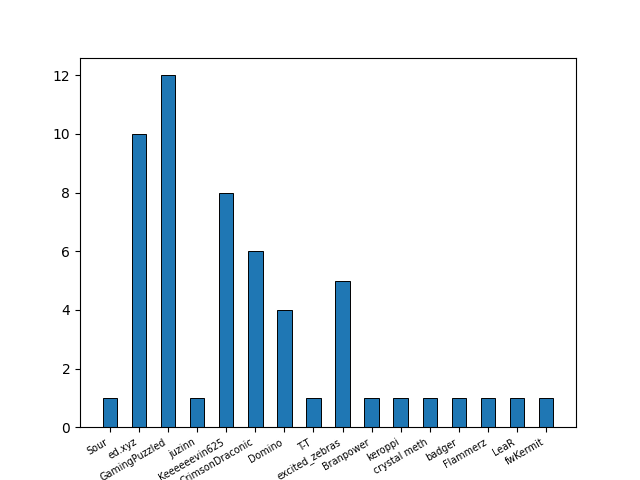 12
10
8
6
4
2
0
Sour
ed.xyz
GamingPuzzled
juzinn
Keeeeeevin625
CrimsonDraconic
Domino
T-T
excited_zebras
Branpower
keroppi
crystal meth
badger
Flammerz
LeaR
fwKermit